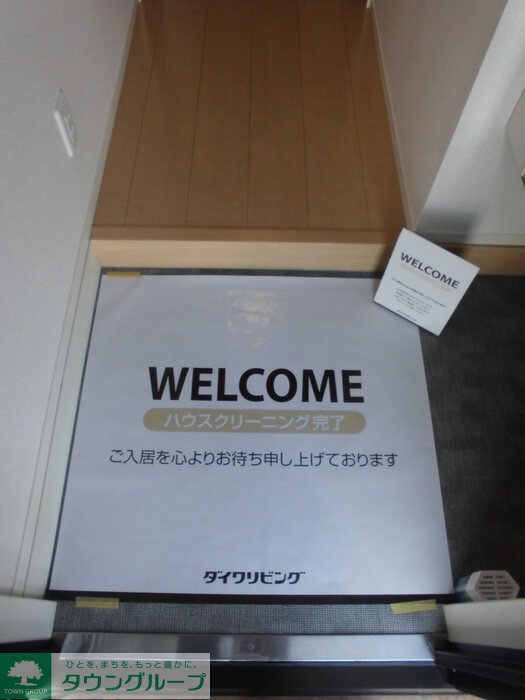 WELCOME
WELCOME
ハウスクリーニング完了
ご入居を心よりお待ち申し上げております
ダイワリビング
TOWN GROUP
ひとを、まちを、もっと豊かに。
タウングループ